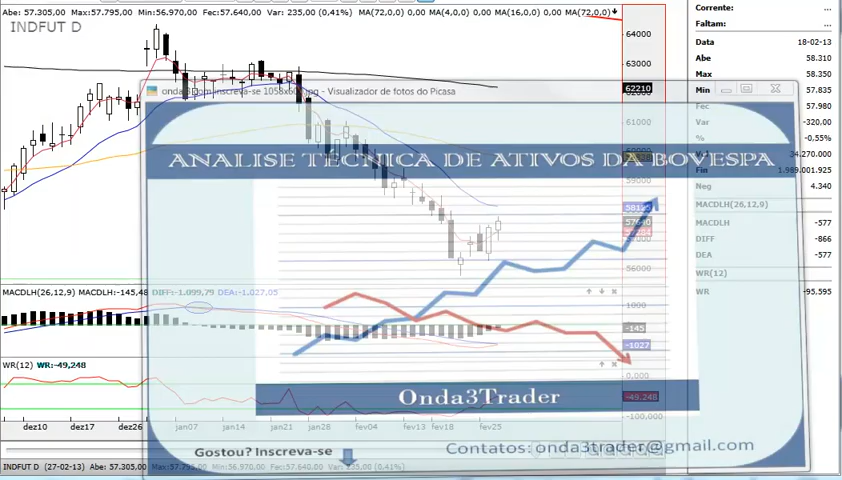 Abe: 57.305,00 Max:57.795,00 Min:56.970,00 Fec:57.640,00 Var: 235,00 (0,41%) MA(72,0,0) 0,00 MA(4,0,0) 0,00 MA(16,0,0) 0,00 MA(72,0,0)
INDFUT D
64000
63000
62210
61000
59000
58125
57640
57000
56000
Corrente: ...
Faltam: ...
Data 18-02-13
Abe 58.310
Max 58.350
Min 57.835
Fec 57.980
Var -320,00
% -0,55%
34.270.000
Fin 1.989.001.925
Neg 4.340
MACDLH(26,12,9)
MACDLH -577
DIFF -866
DEA -577
WR(12)
WR -95.595
- Visualizador de fotos do Picasa
ANALISE TECNICA DE ATIVOS DA BOVESPA
MACDLH(26,12,9) MACDLH:-145,48 DIFF:-1.099,79 DEA:-1.027,05
1000
-145
-1027
WR(12) WR: -49,248
0,000
-49,248
-100,000
Onda3Trader
dez10 dez17 dez26 jan07 jan14 jan21 jan28 fev04 fev13 fev18 fev25
Gostou? Inscreva-se
Contatos: onda3trader@gmail.com
INDFUT D (27-02-13) Abe: 57.305,00 Max:57.795,00 Min: 56.970,00 Fec:57.640,00 Var: 235,00 (0,41%)